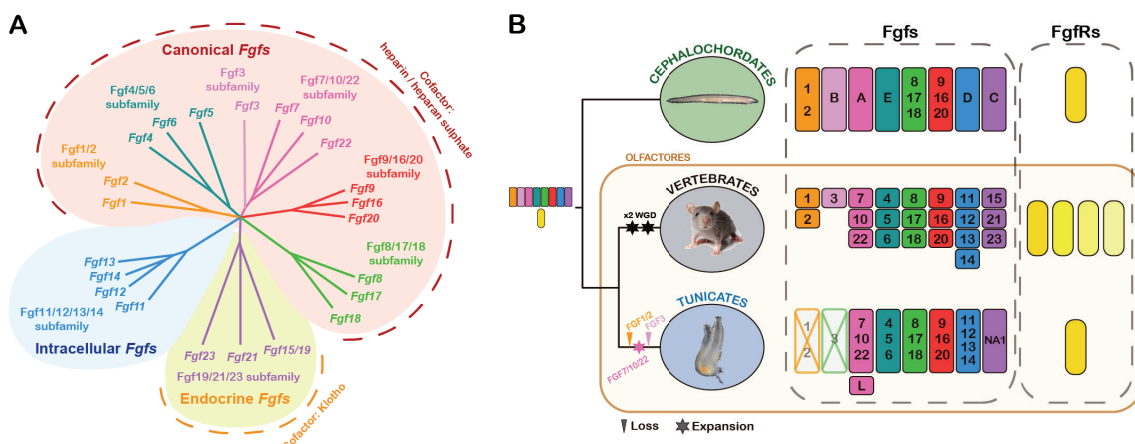 A
Canonical Fgfs
Cofactor:
heparin / heparan sulphate
Fgf4/5/6
subfamily
Fgf3
subfamily
Fgf7/10/22
subfamily
Fgf6
Fgf5
Fgf4
Fgf3
Fgf7
Fgf10
Fgf22
Fgf1/2
subfamily
Fgf2
Fgf1
Fgf9/16/20
subfamily
Fgf9
Fgf16
Fgf20
Fgf8/17/18
subfamily
Fgf8
Fgf17
Fgf18
Fgf13
Fgf14
Fgf12
Fgf11
Fgf11/12/13/14
subfamily
Intracellular Fgfs
Fgf23
Fgf21
Fgf15/19
Fgf19/21/23 subfamily
Endocrine Fgfs
Cofactor: Klotho
B
Fgfs
FgfRs
CEPHALOCHORDATES
1
2
B
A
E
8
17
18
9
16
20
D
C
OLFACTORES
VERTEBRATES
x2 WGD
1
2
3
7
10
22
4
5
6
8
17
18
9
16
20
11
12
13
14
15
21
23
TUNICATES
FGF1/2
FGF3
FGF7/10/22
1
2
3
7
10
22
L
4
5
6
8
17
18
9
16
20
11
12
13
14
NA1
Loss
Expansion